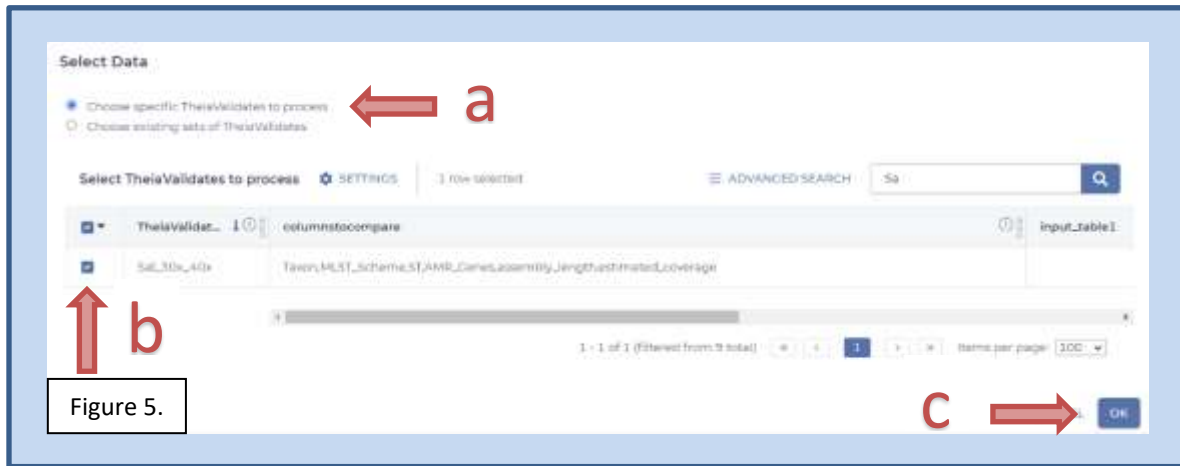 Select Data
Choose specific TheiaValidates to process
a
Choose existing sets of TheiaValidates
Select TheiaValidates to process SETTINGS 1 row selected ADVANCED SEARCH Sa
TheiaValidat... columnstocompare input_table1
Sal_30x_40x Taxon,MLST_Scheme,ST,AMR_Genes,assembly_length,estimated_coverage
b
1 - 1 of 1 (filtered from 9 total) 1 Items per page: 100
Figure 5.
c OK